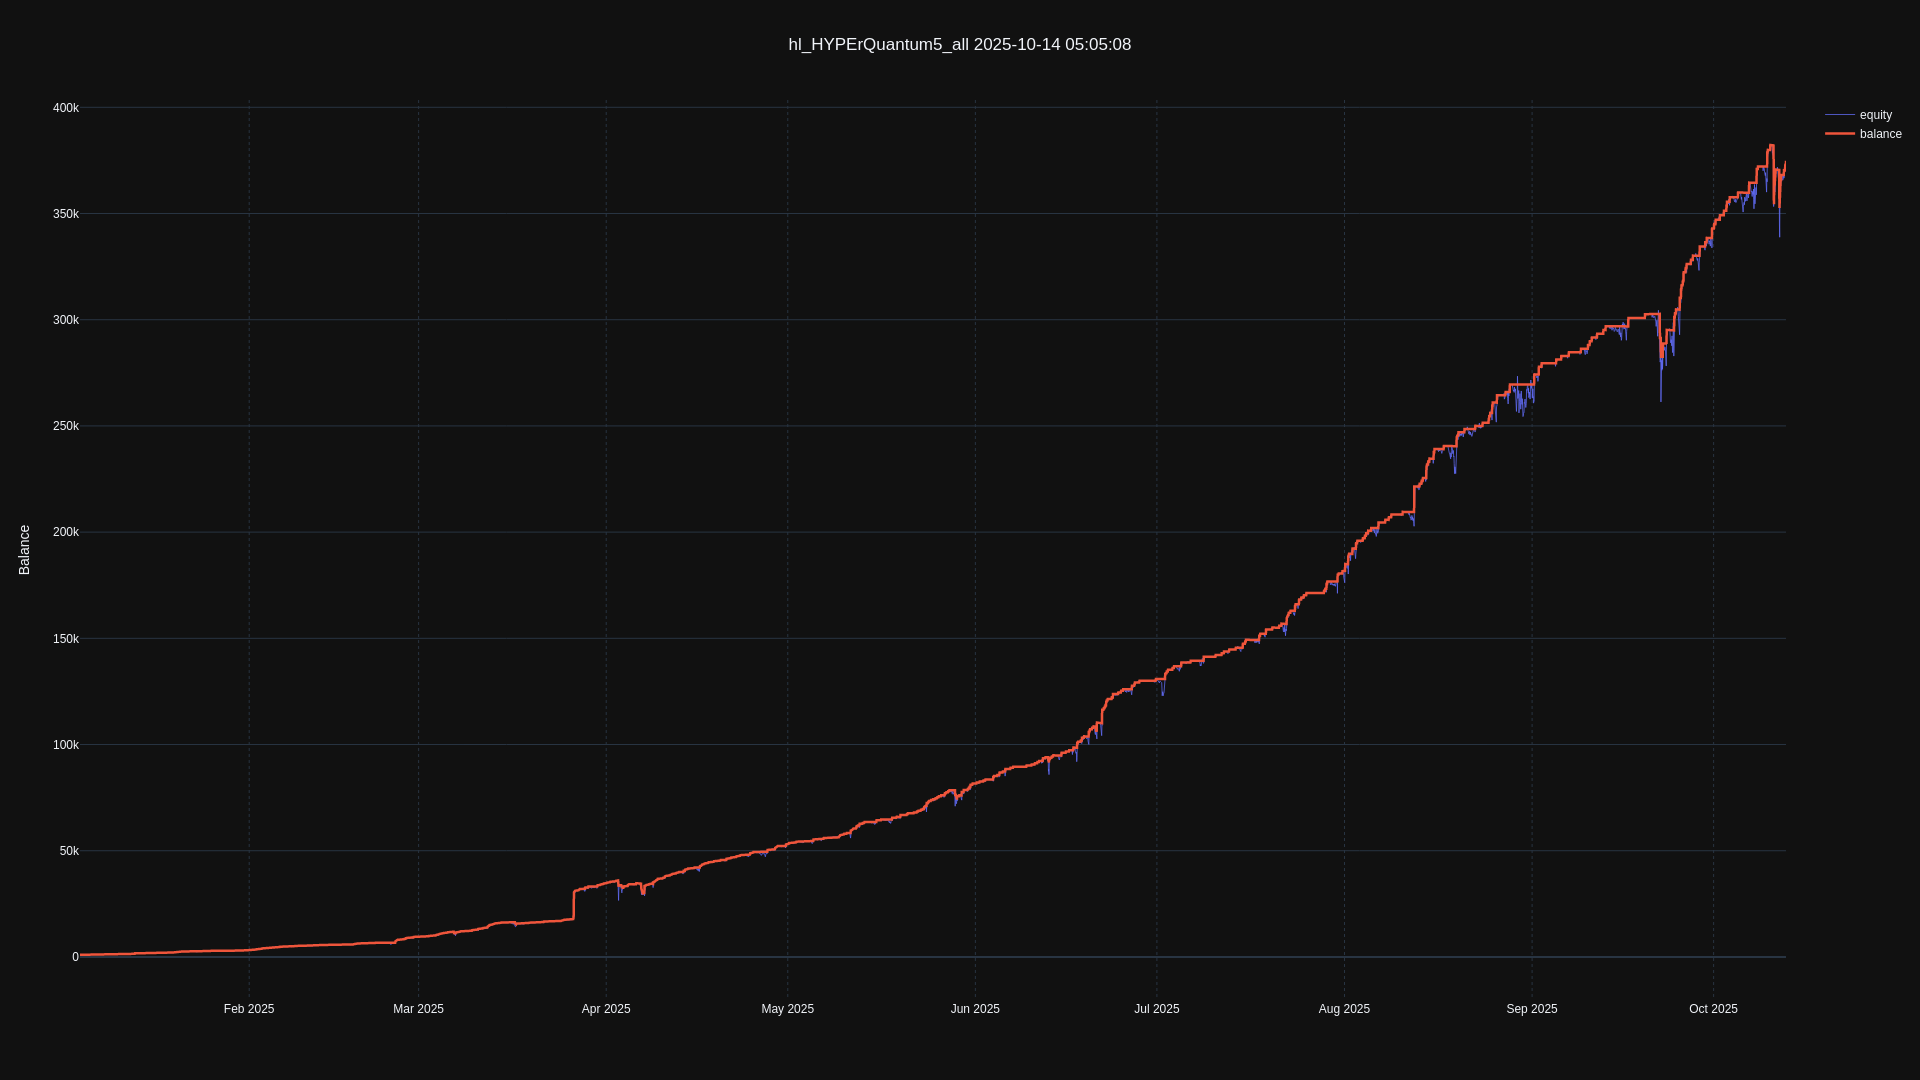 hl_HYPErQuantum5_all 2025-10-14 05:05:08
equity
balance
Balance
400k
350k
300k
250k
200k
150k
100k
50k
0
Feb 2025
Mar 2025
Apr 2025
May 2025
Jun 2025
Jul 2025
Aug 2025
Sep 2025
Oct 2025